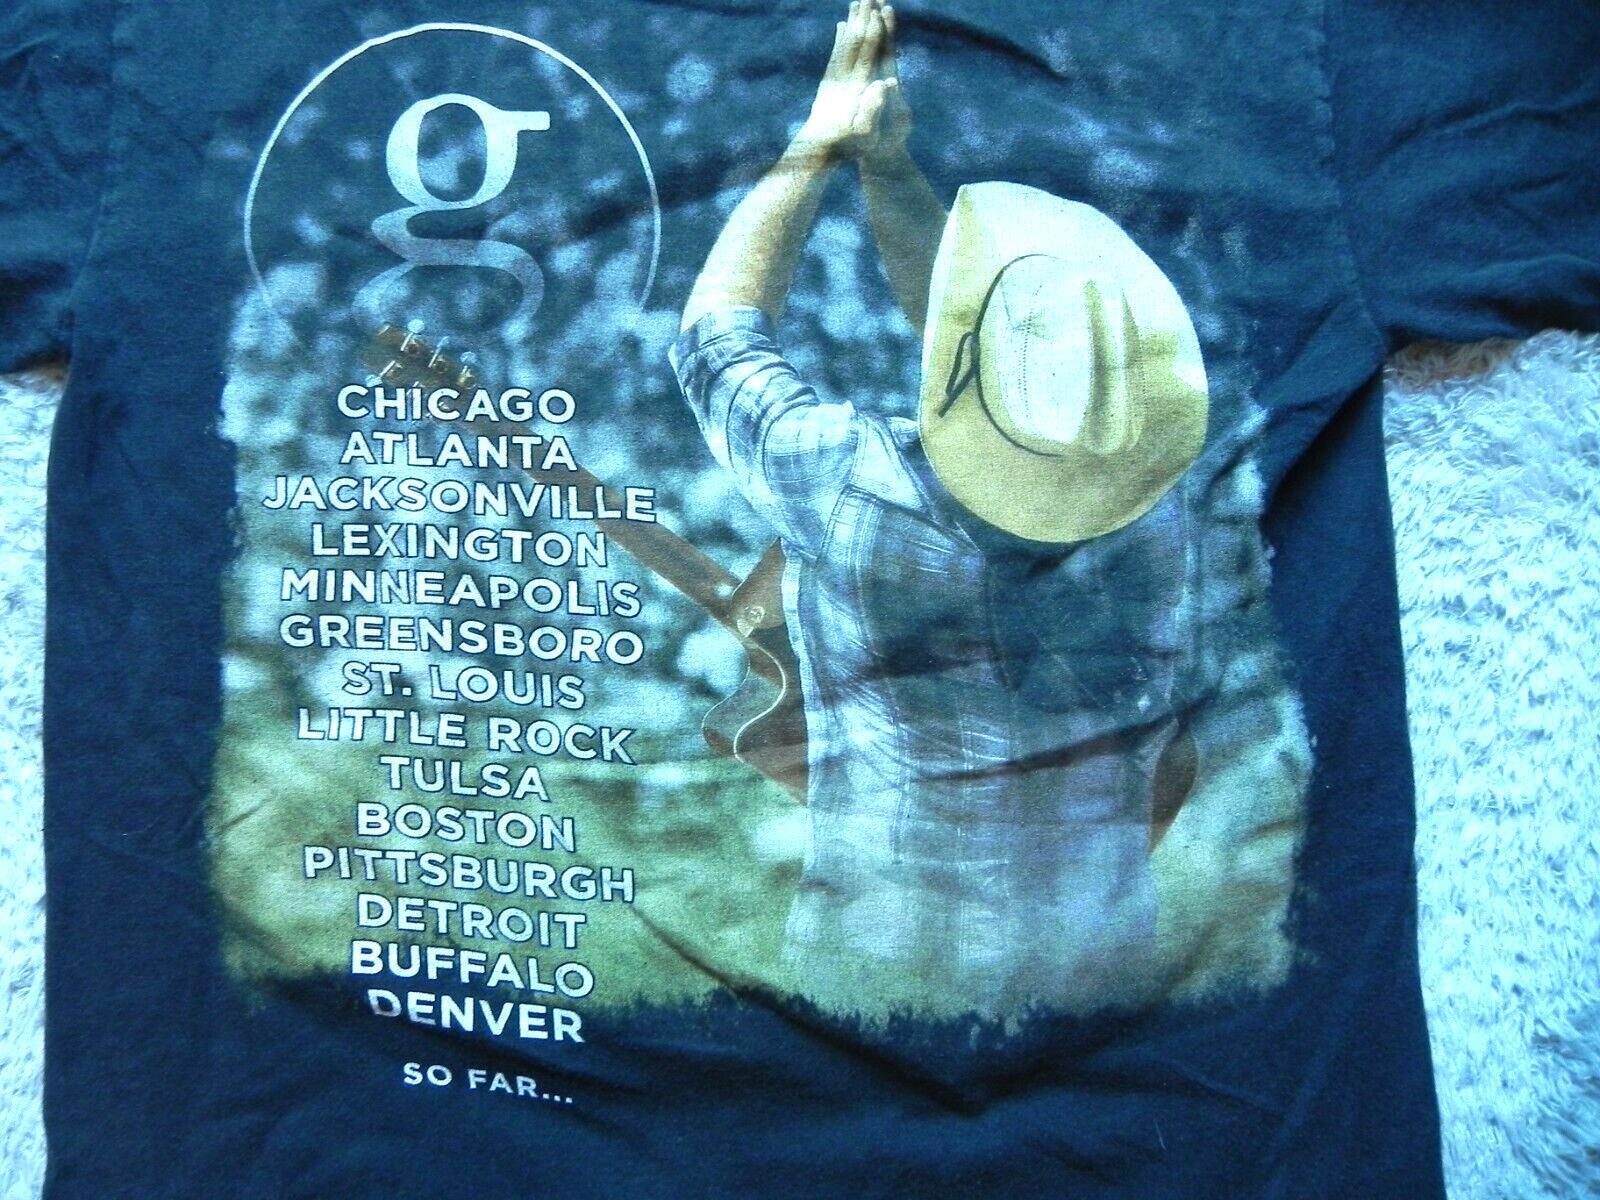 g
CHICAGO
ATLANTA
JACKSONVILLE
LEXINGTON
MINNEAPOLIS
GREENSBORO
ST. LOUIS
LITTLE ROCK
TULSA
BOSTON
PITTSBURGH
DETROIT
BUFFALO
DENVER
SO FAR...